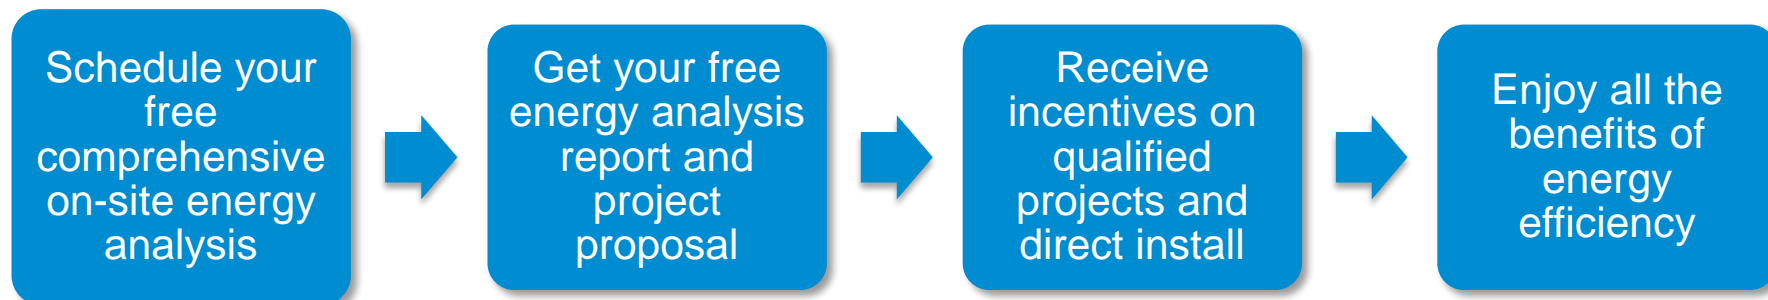 Schedule your
free
comprehensive
on-site energy
analysis
Get your free
energy analysis
report and
project
proposal
Receive
incentives on
qualified
projects and
direct install
Enjoy all the
benefits of
energy
efficiency